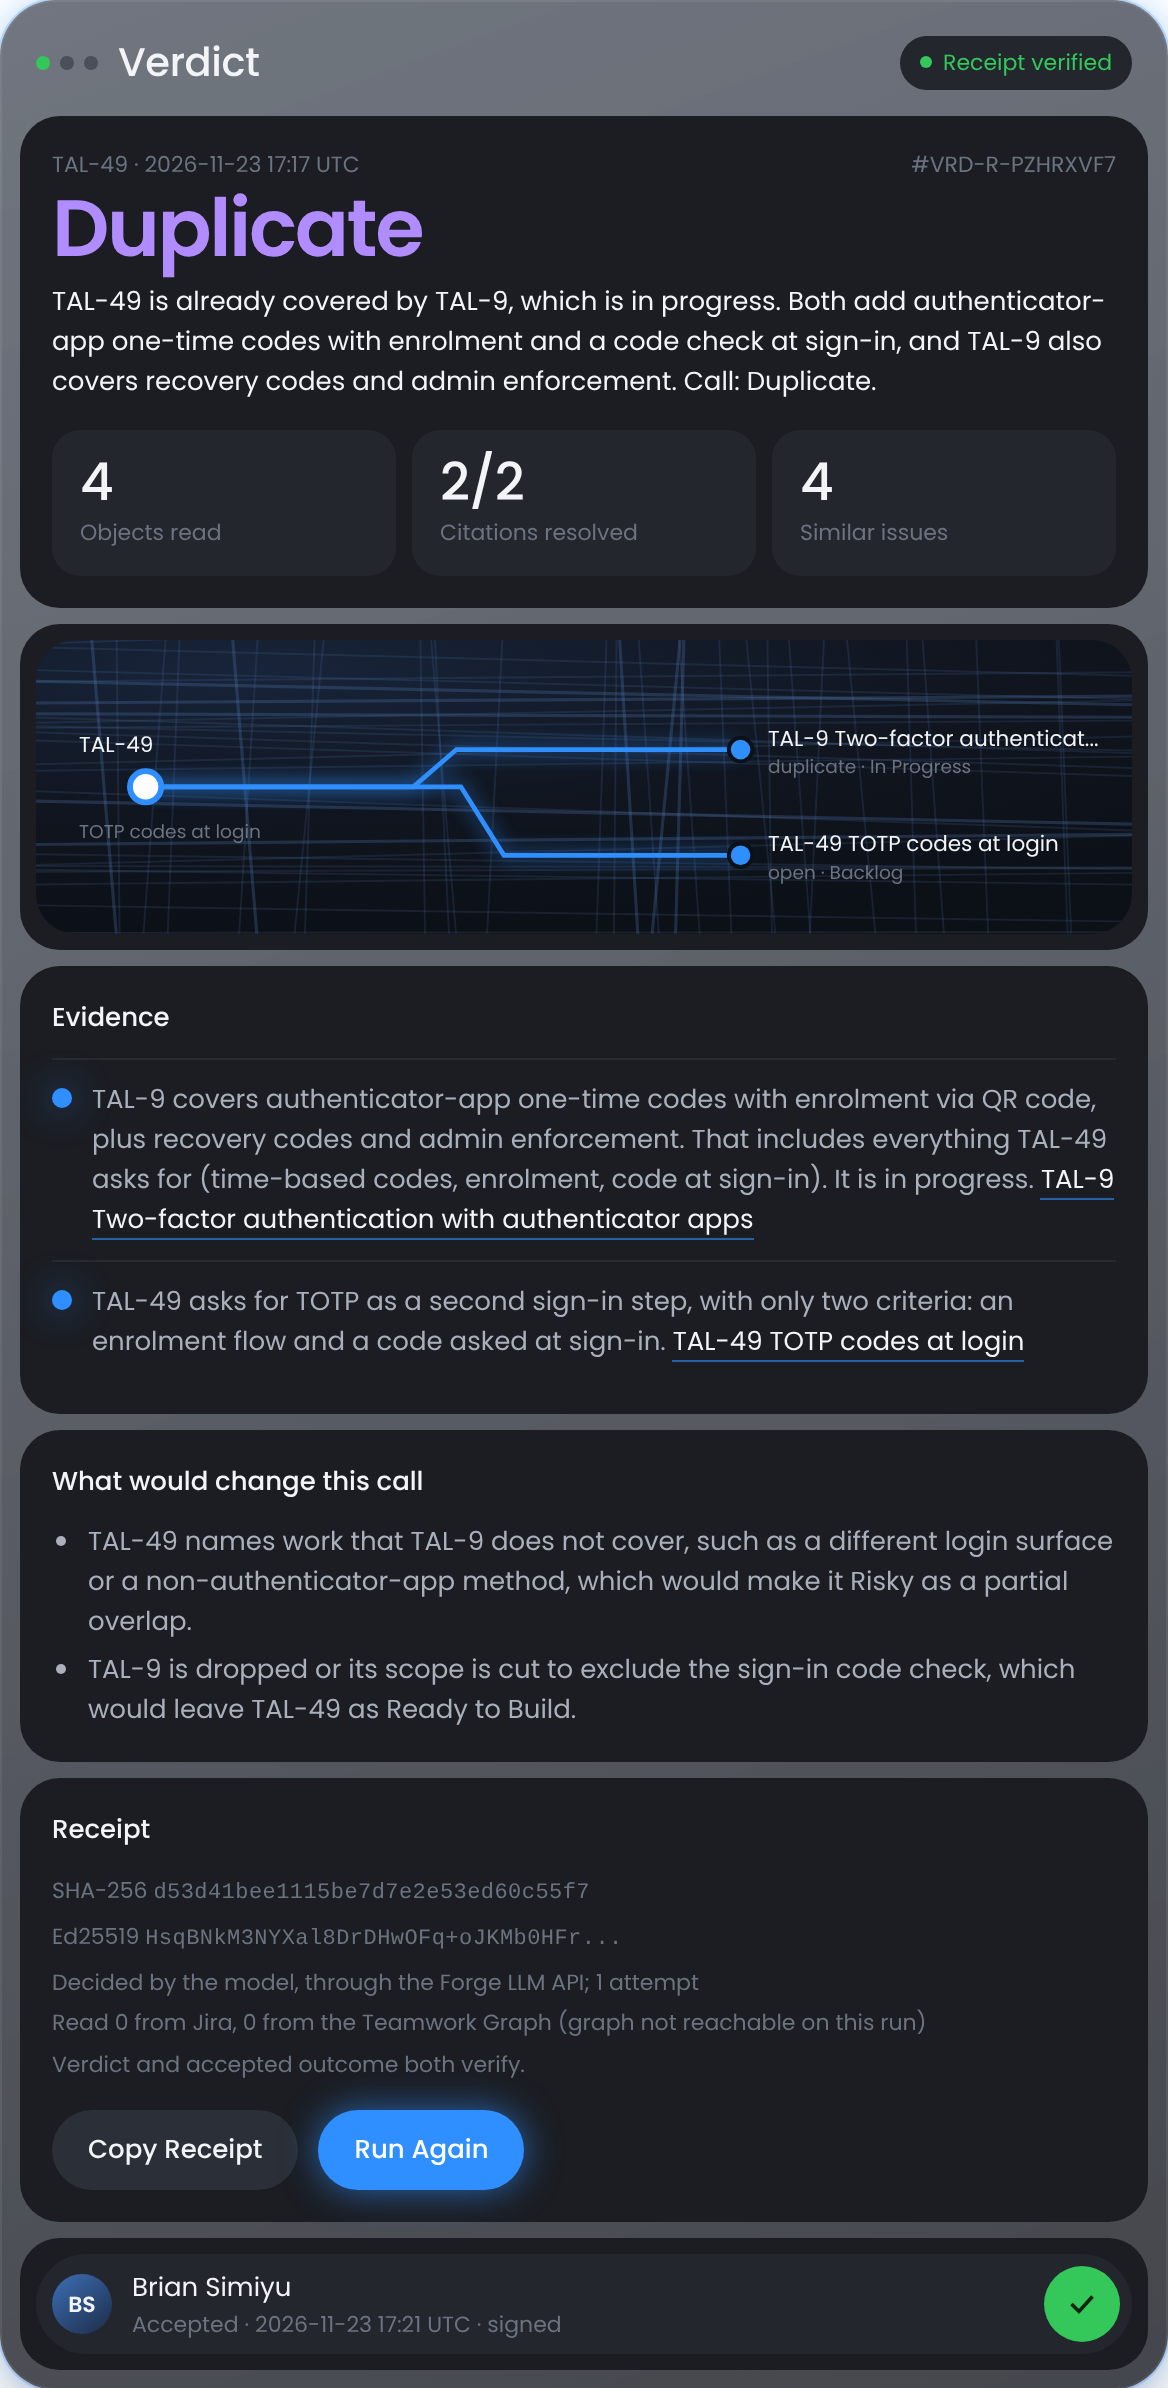 Verdict
Receipt verified
TAL-49 · 2026-11-23 17:17 UTC
#VRD-R-PZHRXVF7
Duplicate
TAL-49 is already covered by TAL-9, which is in progress. Both add authenticator-
app one-time codes with enrolment and a code check at sign-in, and TAL-9 also
covers recovery codes and admin enforcement. Call: Duplicate.
4
Objects read
2/2
Citations resolved
4
Similar issues
TAL-49
TOTP codes at login
TAL-9 Two-factor authenticat...
duplicate · In Progress
TAL-49 TOTP codes at login
open · Backlog
Evidence
TAL-9 covers authenticator-app one-time codes with enrolment via QR code,
plus recovery codes and admin enforcement. That includes everything TAL-49
asks for (time-based codes, enrolment, code at sign-in). It is in progress. TAL-9
Two-factor authentication with authenticator apps
TAL-49 asks for TOTP as a second sign-in step, with only two criteria: an
enrolment flow and a code asked at sign-in. TAL-49 TOTP codes at login
What would change this call
• TAL-49 names work that TAL-9 does not cover, such as a different login surface
or a non-authenticator-app method, which would make it Risky as a partial
overlap.
• TAL-9 is dropped or its scope is cut to exclude the sign-in code check, which
would leave TAL-49 as Ready to Build.
Receipt
SHA-256 d53d41bee1115be7d7e2e53ed60c55f7
Ed25519 HsqBNkM3NYXal8DrDHwOFq+oJKMb0HFr...
Decided by the model, through the Forge LLM API; 1 attempt
Read 0 from Jira, 0 from the Teamwork Graph (graph not reachable on this run)
Verdict and accepted outcome both verify.
Copy Receipt
Run Again
BS
Brian Simiyu
Accepted · 2026-11-23 17:21 UTC · signed